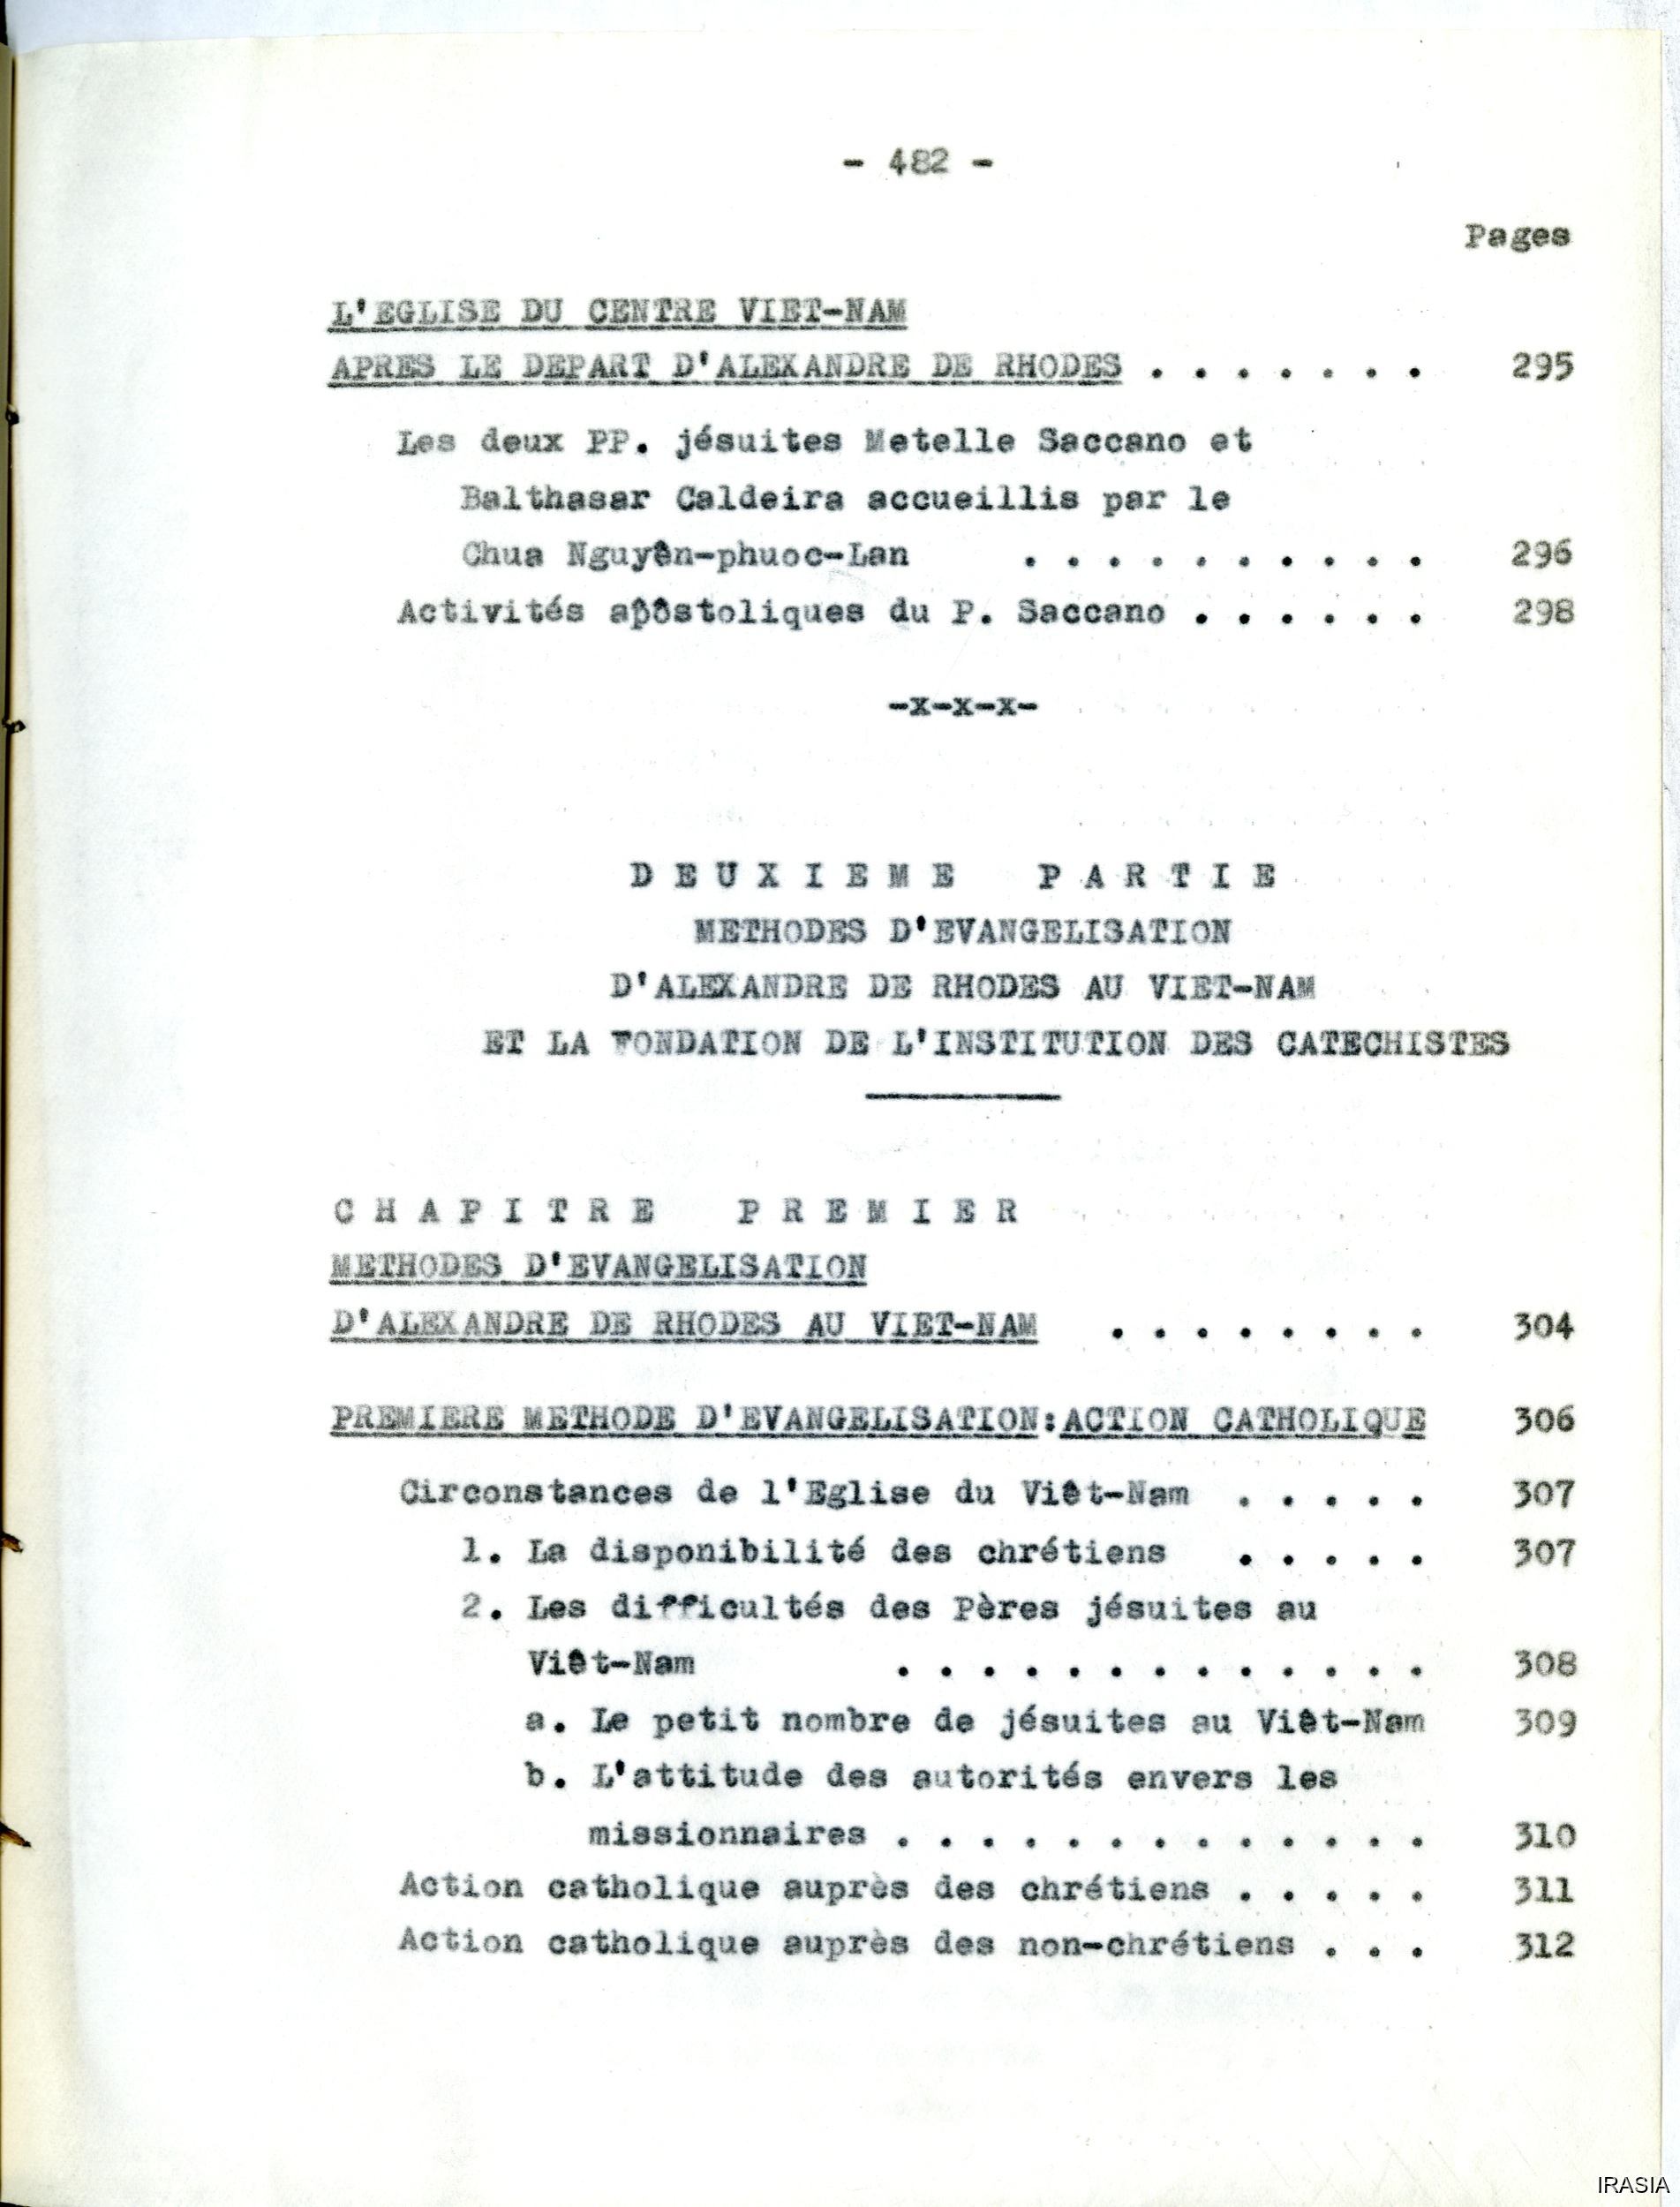 - 482 -
Pages
L'EGLISE DU CENTRE VIET-NAM
APRES LE DEPART D'ALEXANDRE DE RHODES . . . . . . . 295
Les deux PP. jésuites Metelle Saccano et
Balthasar Caldeira accueillis par le
Chua Nguyên-phuoc-Lan . . . . . . . . . . 296
Activités apôstoliques du P. Saccano . . . . . . 298
-x-x-x-
D E U X I E M E P A R T I E
METHODES D'EVANGELISATION
D'ALEXANDRE DE RHODES AU VIET-NAM
ET LA FONDATION DE L'INSTITUTION DES CATECHISTES
C H A P I T R E P R E M I E R
METHODES D'EVANGELISATION
D'ALEXANDRE DE RHODES AU VIET-NAM . . . . . . . . 304
PREMIERE METHODE D'EVANGELISATION:ACTION CATHOLIQUE 306
Circonstances de l'Eglise du Viêt-Nam . . . . . 307
1. La disponibilité des chrétiens . . . . . 307
2. Les difficultés des Pères jésuites au
Viêt-Nam . . . . . . . . . . . . . 308
a. Le petit nombre de jésuites au Viêt-Nam 309
b. L'attitude des autorités envers les
missionnaires . . . . . . . . . . . . . 310
Action catholique auprès des chrétiens . . . . . 311
Action catholique auprès des non-chrétiens . . . 312
IRASIA